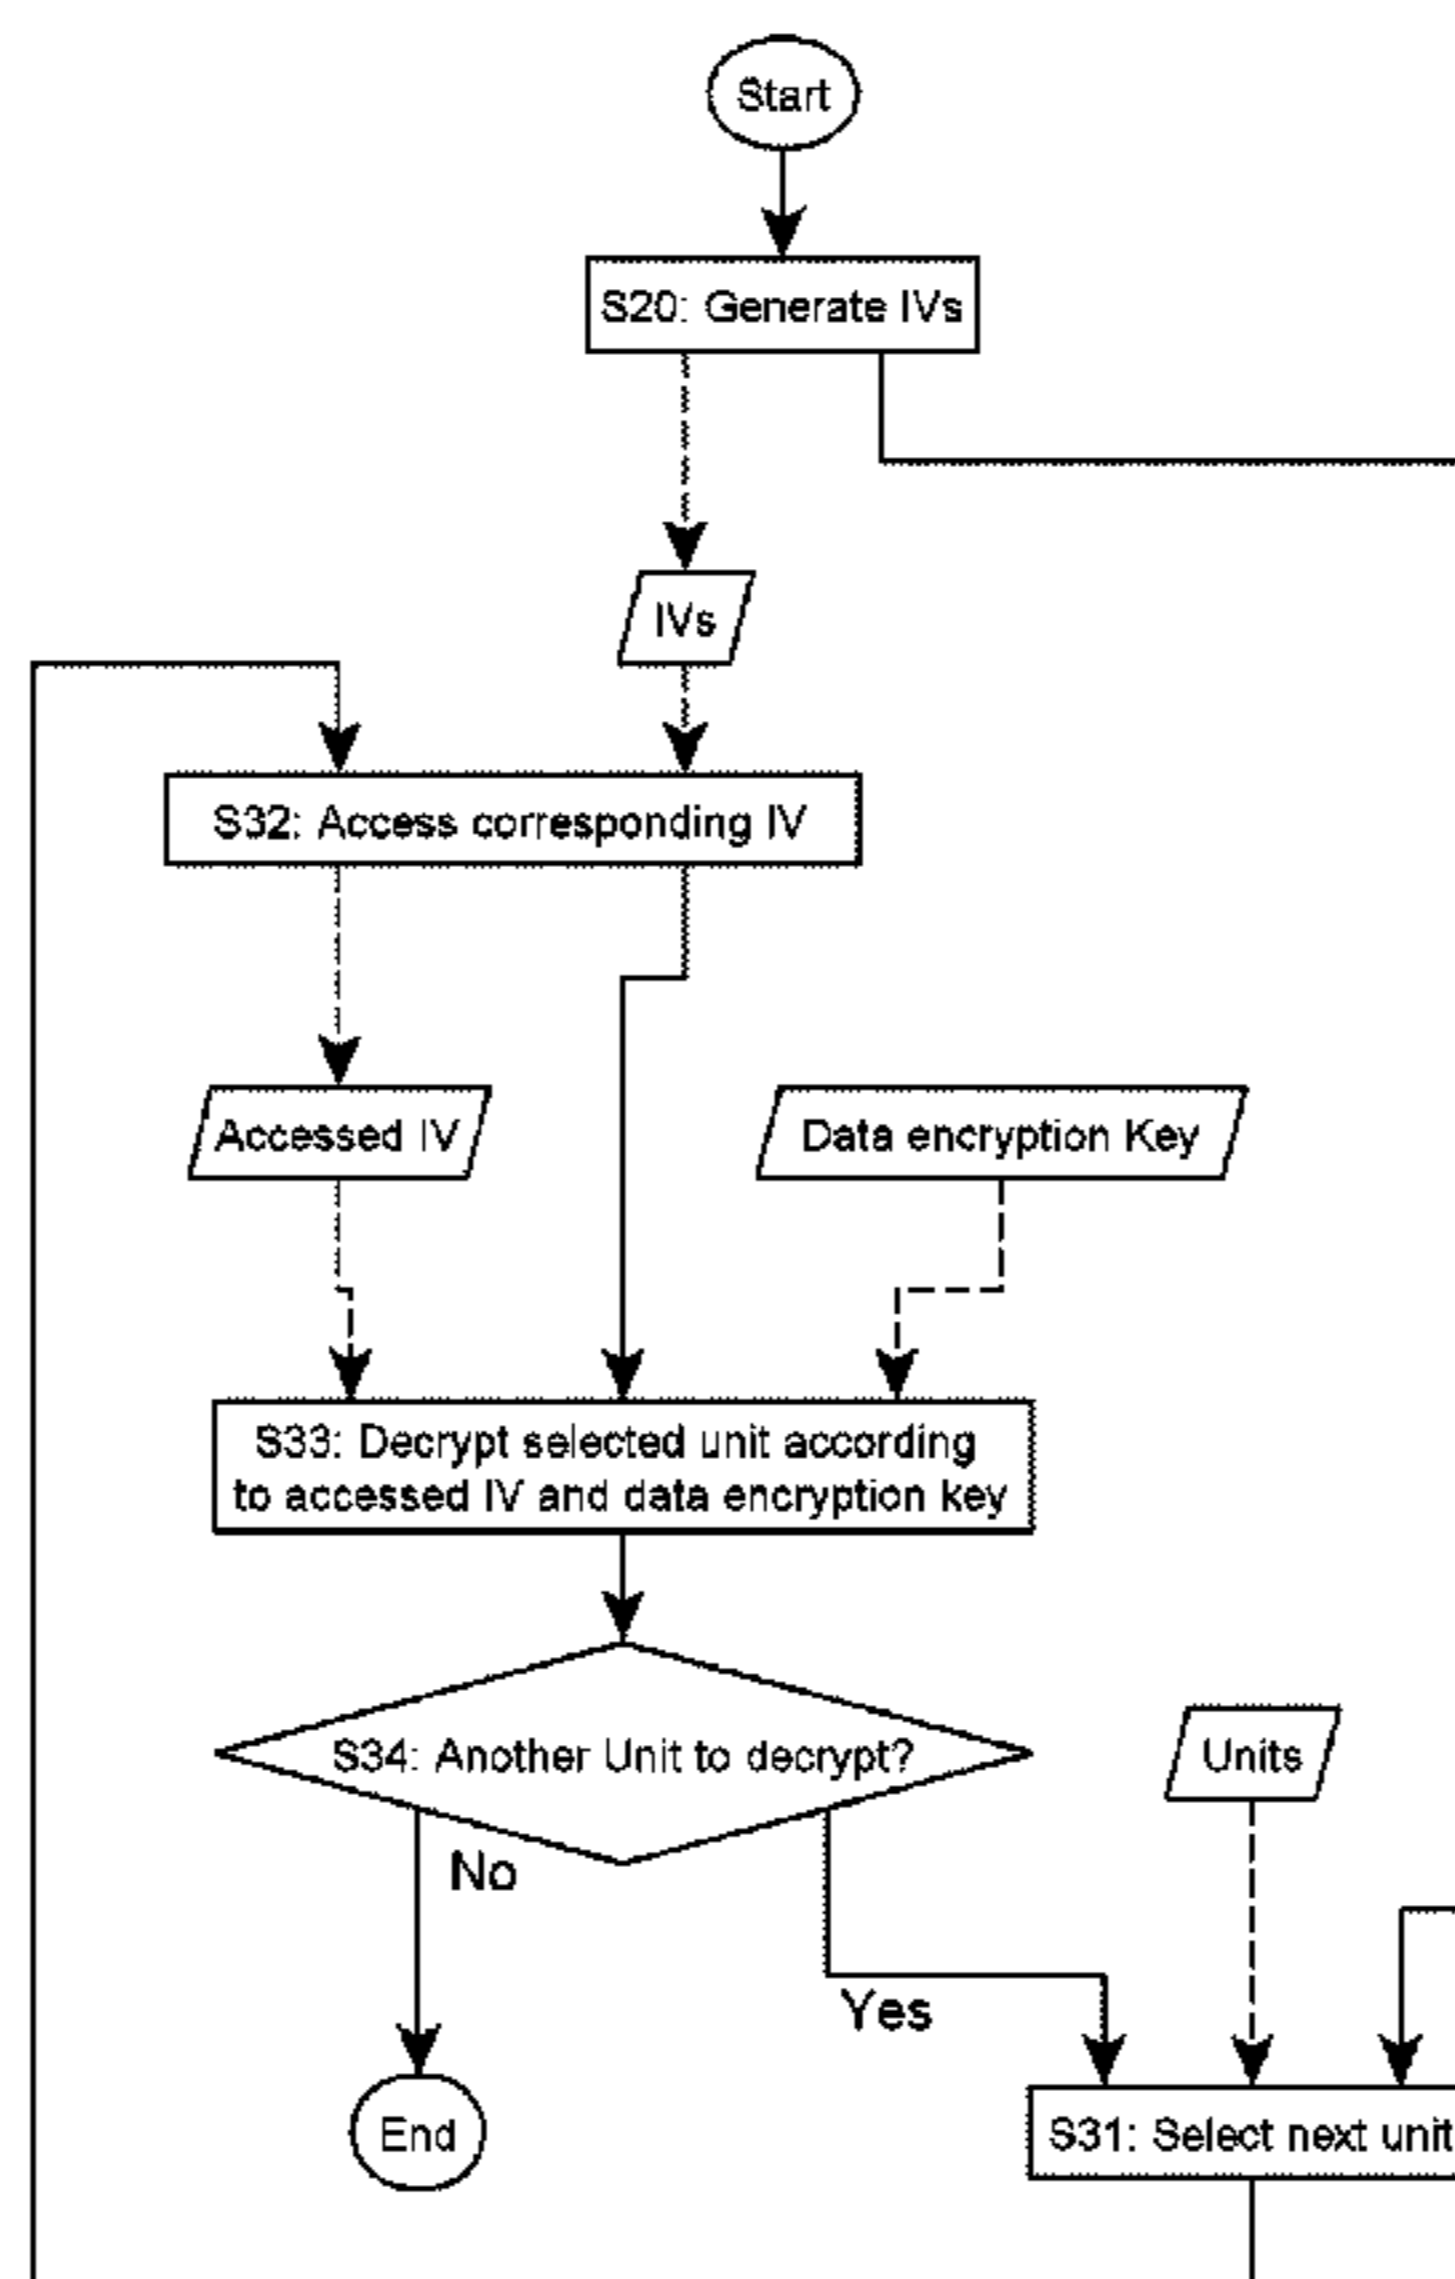 Start
S20: Generate IVs
IVs
S32: Access corresponding IV
Accessed IV
Data encryption Key
S33: Decrypt selected unit according
to accessed IV and data encryption key
S34: Another Unit to decrypt?
Units
No
Yes
End
S31: Select next unit